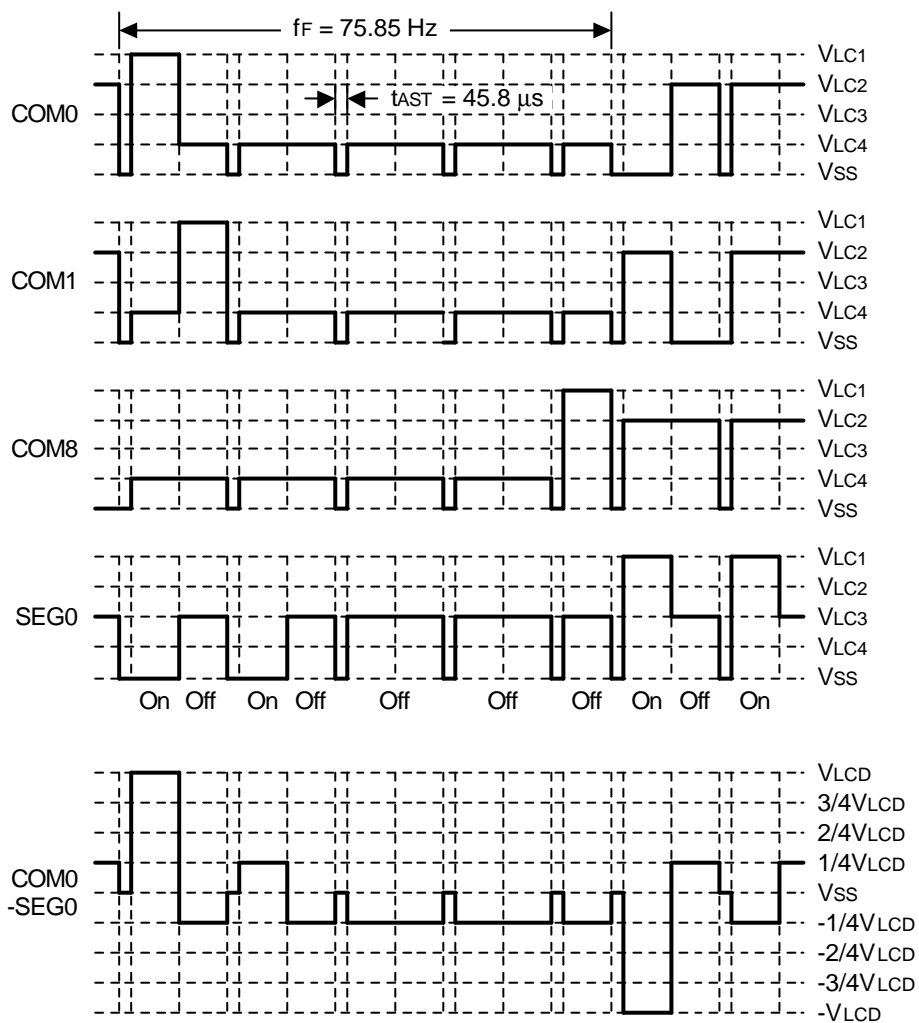 fF = 75.85 Hz
COM0
tAST = 45.8 µs
VLC1
VLC2
VLC3
VLC4
VSS
COM1
VLC1
VLC2
VLC3
VLC4
VSS
COM8
VLC1
VLC2
VLC3
VLC4
VSS
SEG0
VLC1
VLC2
VLC3
VLC4
VSS
On Off On Off Off Off Off On Off On
COM0
-SEG0
VLCD
3/4VLCD
2/4VLCD
1/4VLCD
VSS
-1/4VLCD
-2/4VLCD
-3/4VLCD
-VLCD